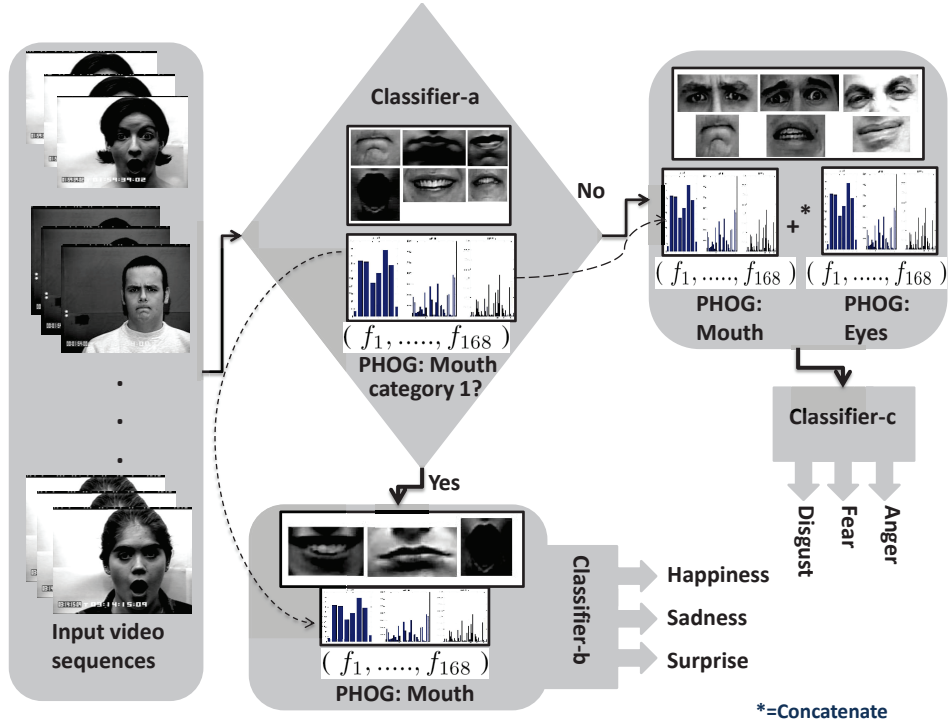 Classifier-a
No
( f1, ....., f168 )
PHOG: Mouth
category 1?
Yes
Input video
sequences
+ *
( f1, ....., f168 ) ( f1, ....., f168 )
PHOG: PHOG:
Mouth Eyes
Classifier-c
Disgust
Fear
Anger
( f1, ....., f168 )
PHOG: Mouth
Classifier-b
Happiness
Sadness
Surprise
*=Concatenate